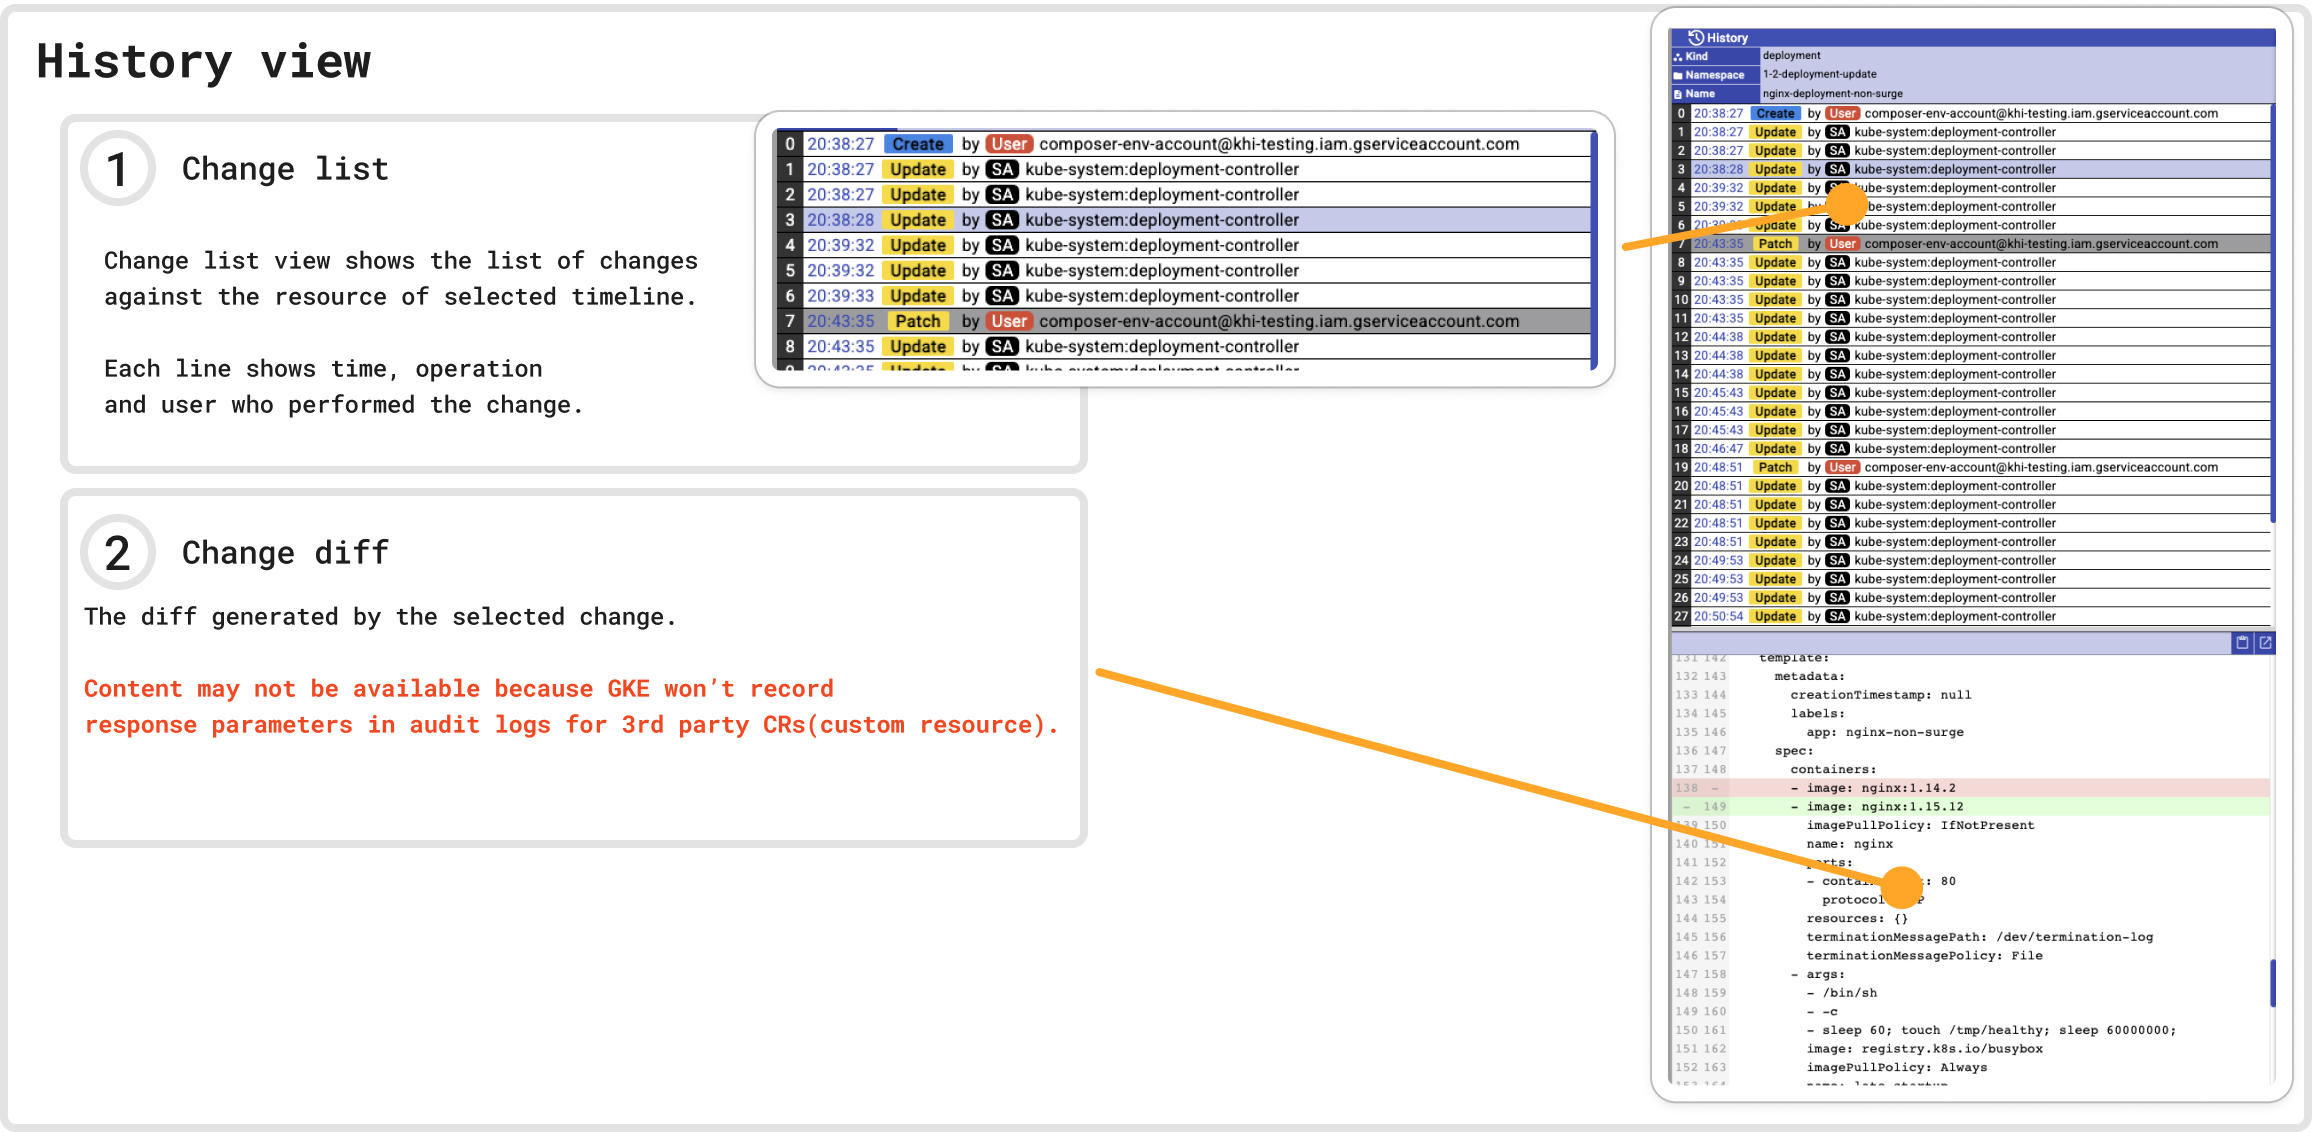 History view
1 Change list
Change list view shows the list of changes
against the resource of selected timeline.
Each line shows time, operation
and user who performed the change.
0 20:38:27 Create by User composer-env-account@khi-testing.iam.gserviceaccount.com
1 20:38:27 Update by SA kube-system:deployment-controller
2 20:38:27 Update by SA kube-system:deployment-controller
3 20:38:28 Update by SA kube-system:deployment-controller
4 20:39:32 Update by SA kube-system:deployment-controller
5 20:39:32 Update by SA kube-system:deployment-controller
6 20:39:33 Update by SA kube-system:deployment-controller
7 20:43:35 Patch by User composer-env-account@khi-testing.iam.gserviceaccount.com
8 20:43:35 Update by SA kube-system:deployment-controller
9 20:43:35 Update by SA kube-system:deployment-controller
2 Change diff
The diff generated by the selected change.
Content may not be available because GKE won’t record
response parameters in audit logs for 3rd party CRs(custom resource).
History
Kind deployment
Namespace 1-2-deployment-update
Name nginx-deployment-non-surge
0 20:38:27 Create by User composer-env-account@khi-testing.iam.gserviceaccount.com
1 20:38:27 Update by SA kube-system:deployment-controller
2 20:38:27 Update by SA kube-system:deployment-controller
3 20:38:28 Update by SA kube-system:deployment-controller
4 20:39:32 Update by SA kube-system:deployment-controller
5 20:39:32 Update by kube-system:deployment-controller
6 20:39:33 Update by SA kube-system:deployment-controller
7 20:43:35 Patch by User composer-env-account@khi-testing.iam.gserviceaccount.com
8 20:43:35 Update by SA kube-system:deployment-controller
9 20:43:35 Update by SA kube-system:deployment-controller
10 20:43:35 Update by SA kube-system:deployment-controller
11 20:43:35 Update by SA kube-system:deployment-controller
12 20:44:38 Update by SA kube-system:deployment-controller
13 20:44:38 Update by SA kube-system:deployment-controller
14 20:44:38 Update by SA kube-system:deployment-controller
15 20:45:43 Update by SA kube-system:deployment-controller
16 20:45:43 Update by SA kube-system:deployment-controller
17 20:45:43 Update by SA kube-system:deployment-controller
18 20:46:47 Update by SA kube-system:deployment-controller
19 20:48:51 Patch by User composer-env-account@khi-testing.iam.gserviceaccount.com
20 20:48:51 Update by SA kube-system:deployment-controller
21 20:48:51 Update by SA kube-system:deployment-controller
22 20:48:51 Update by SA kube-system:deployment-controller
23 20:48:51 Update by SA kube-system:deployment-controller
24 20:49:53 Update by SA kube-system:deployment-controller
25 20:49:53 Update by SA kube-system:deployment-controller
26 20:49:53 Update by SA kube-system:deployment-controller
27 20:50:54 Update by SA kube-system:deployment-controller
131 142 template:
132 143 metadata:
133 144 creationTimestamp: null
134 145 labels:
135 146 app: nginx-non-surge
136 147 spec:
137 148 containers:
138 - - image: nginx:1.14.2
- 149 - image: nginx:1.15.12
139 150 imagePullPolicy: IfNotPresent
140 151 name: nginx
141 152 ports:
142 153 - : 80
143 154 protocol
144 155 resources: {}
145 156 terminationMessagePath: /dev/termination-log
146 157 terminationMessagePolicy: File
147 158 - args:
148 159 - /bin/sh
149 160 - -c
150 161 - sleep 60; touch /tmp/healthy; sleep 60000000;
151 162 image: registry.k8s.io/busybox
152 163 imagePullPolicy: Always